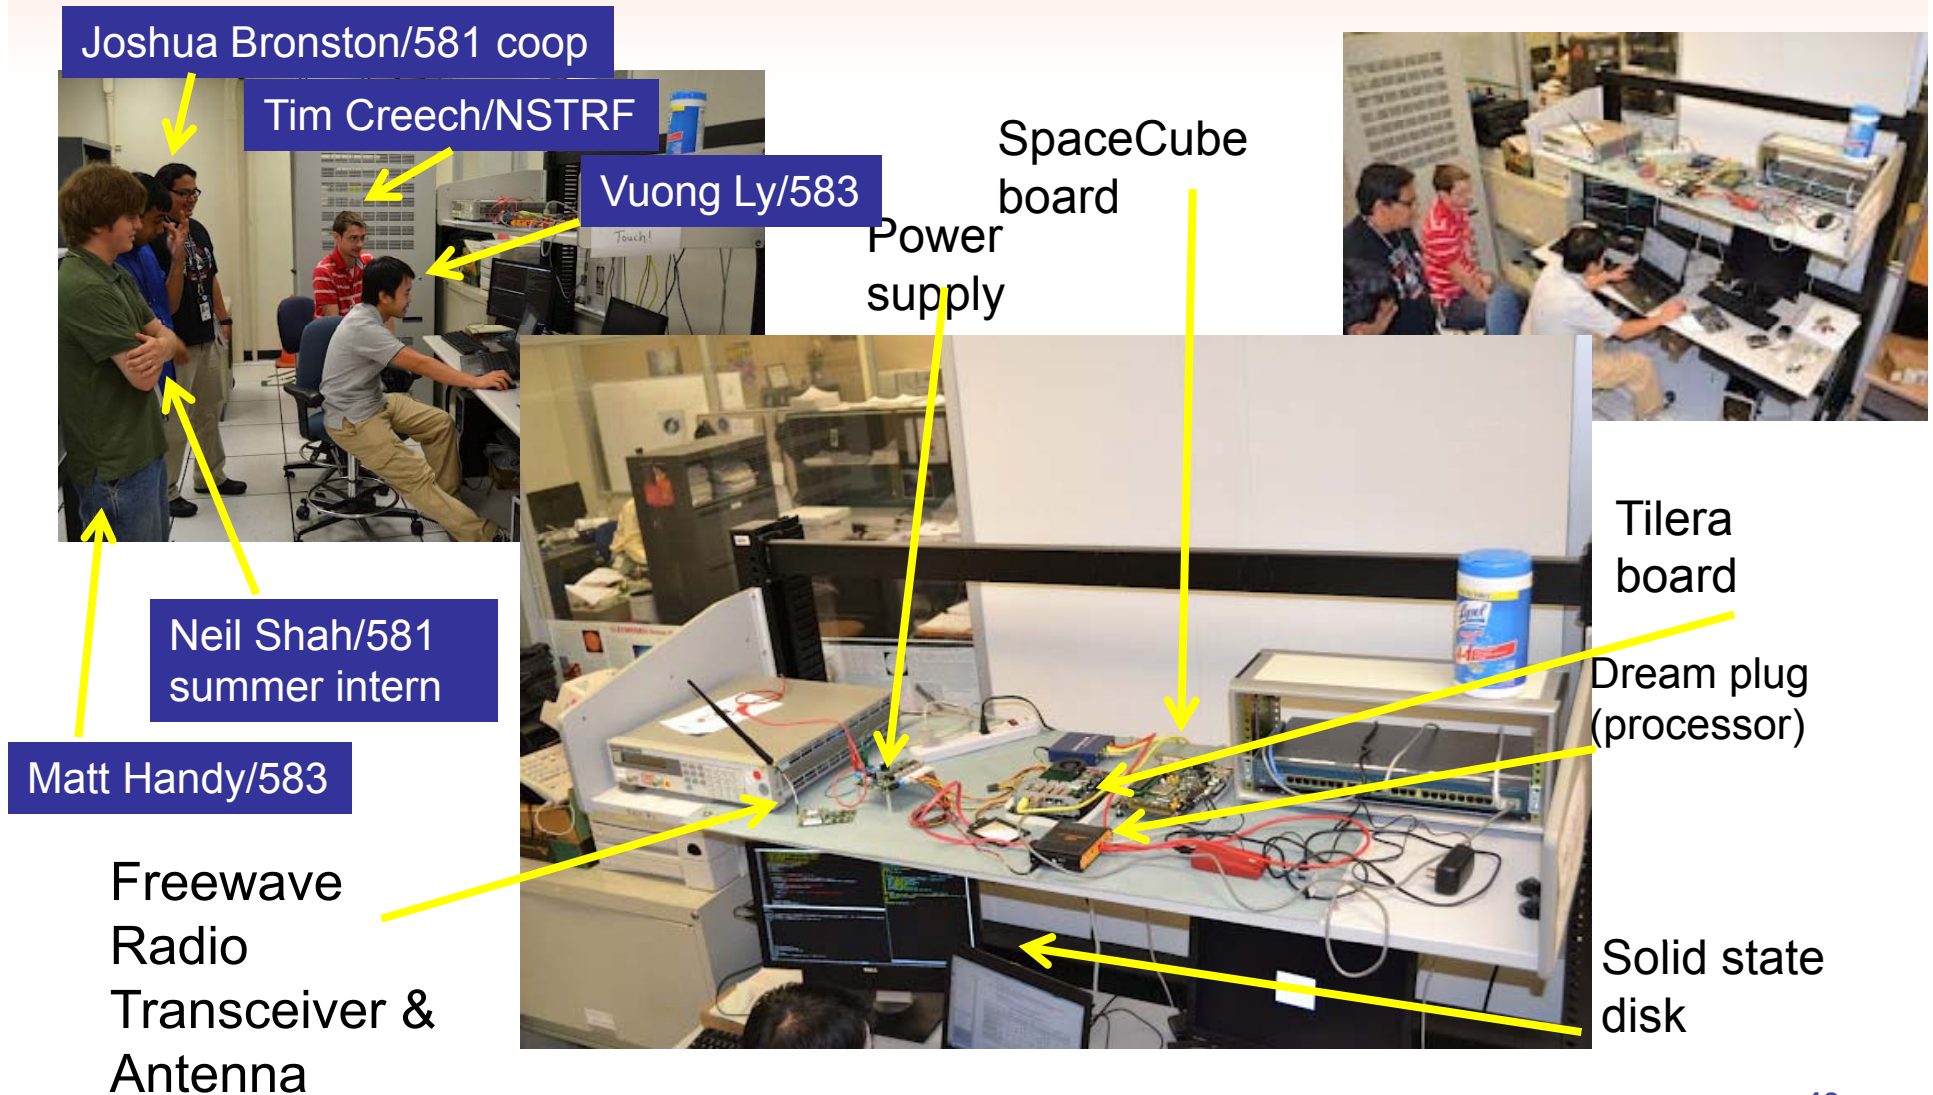 Joshua Bronston/581 coop
Tim Creech/NSTRF
Vuong Ly/583
Touch!
SpaceCube
board
Power
supply
Tilera
board
Dream plug
(processor)
Neil Shah/581
summer intern
Matt Handy/583
Freewave
Radio
Transceiver &
Antenna
Solid state
disk